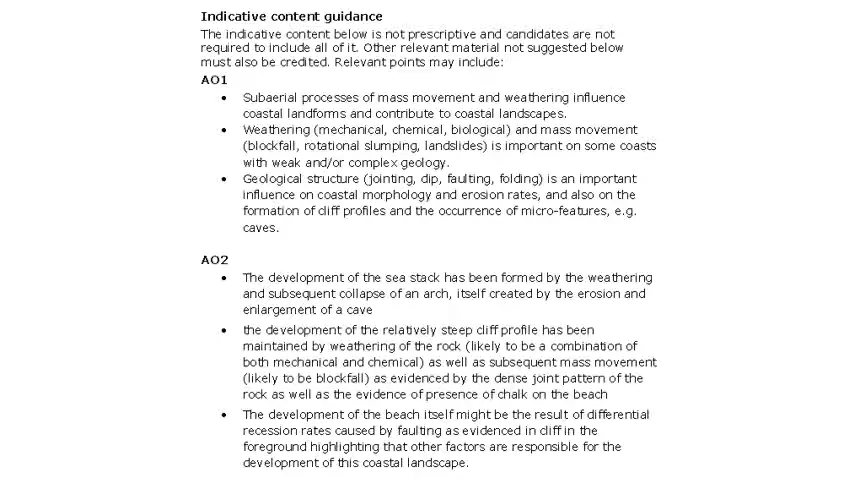 Indicative content guidance
The indicative content below is not prescriptive and candidates are not
required to include all of it. Other relevant material not suggested below
must also be credited. Relevant points may include:
AO1
• Subaerial processes of mass movement and weathering influence
coastal landforms and contribute to coastal landscapes.
• Weathering (mechanical, chemical, biological) and mass movement
(blockfall, rotational slumping, landslides) is important on some coasts
with weak and/or complex geology.
• Geological structure (jointing, dip, faulting, folding) is an important
influence on coastal morphology and erosion rates, and also on the
formation of cliff profiles and the occurrence of micro-features, e.g.
caves.
AO2
• The development of the sea stack has been formed by the weathering
and subsequent collapse of an arch, itself created by the erosion and
enlargement of a cave
• the development of the relatively steep cliff profile has been
maintained by weathering of the rock (likely to be a combination of
both mechanical and chemical) as well as subsequent mass movement
(likely to be blockfall) as evidenced by the dense joint pattern of the
rock as well as the evidence of presence of chalk on the beach
• The development of the beach itself might be the result of differential
recession rates caused by faulting as evidenced in cliff in the
foreground highlighting that other factors are responsible for the
development of this coastal landscape.